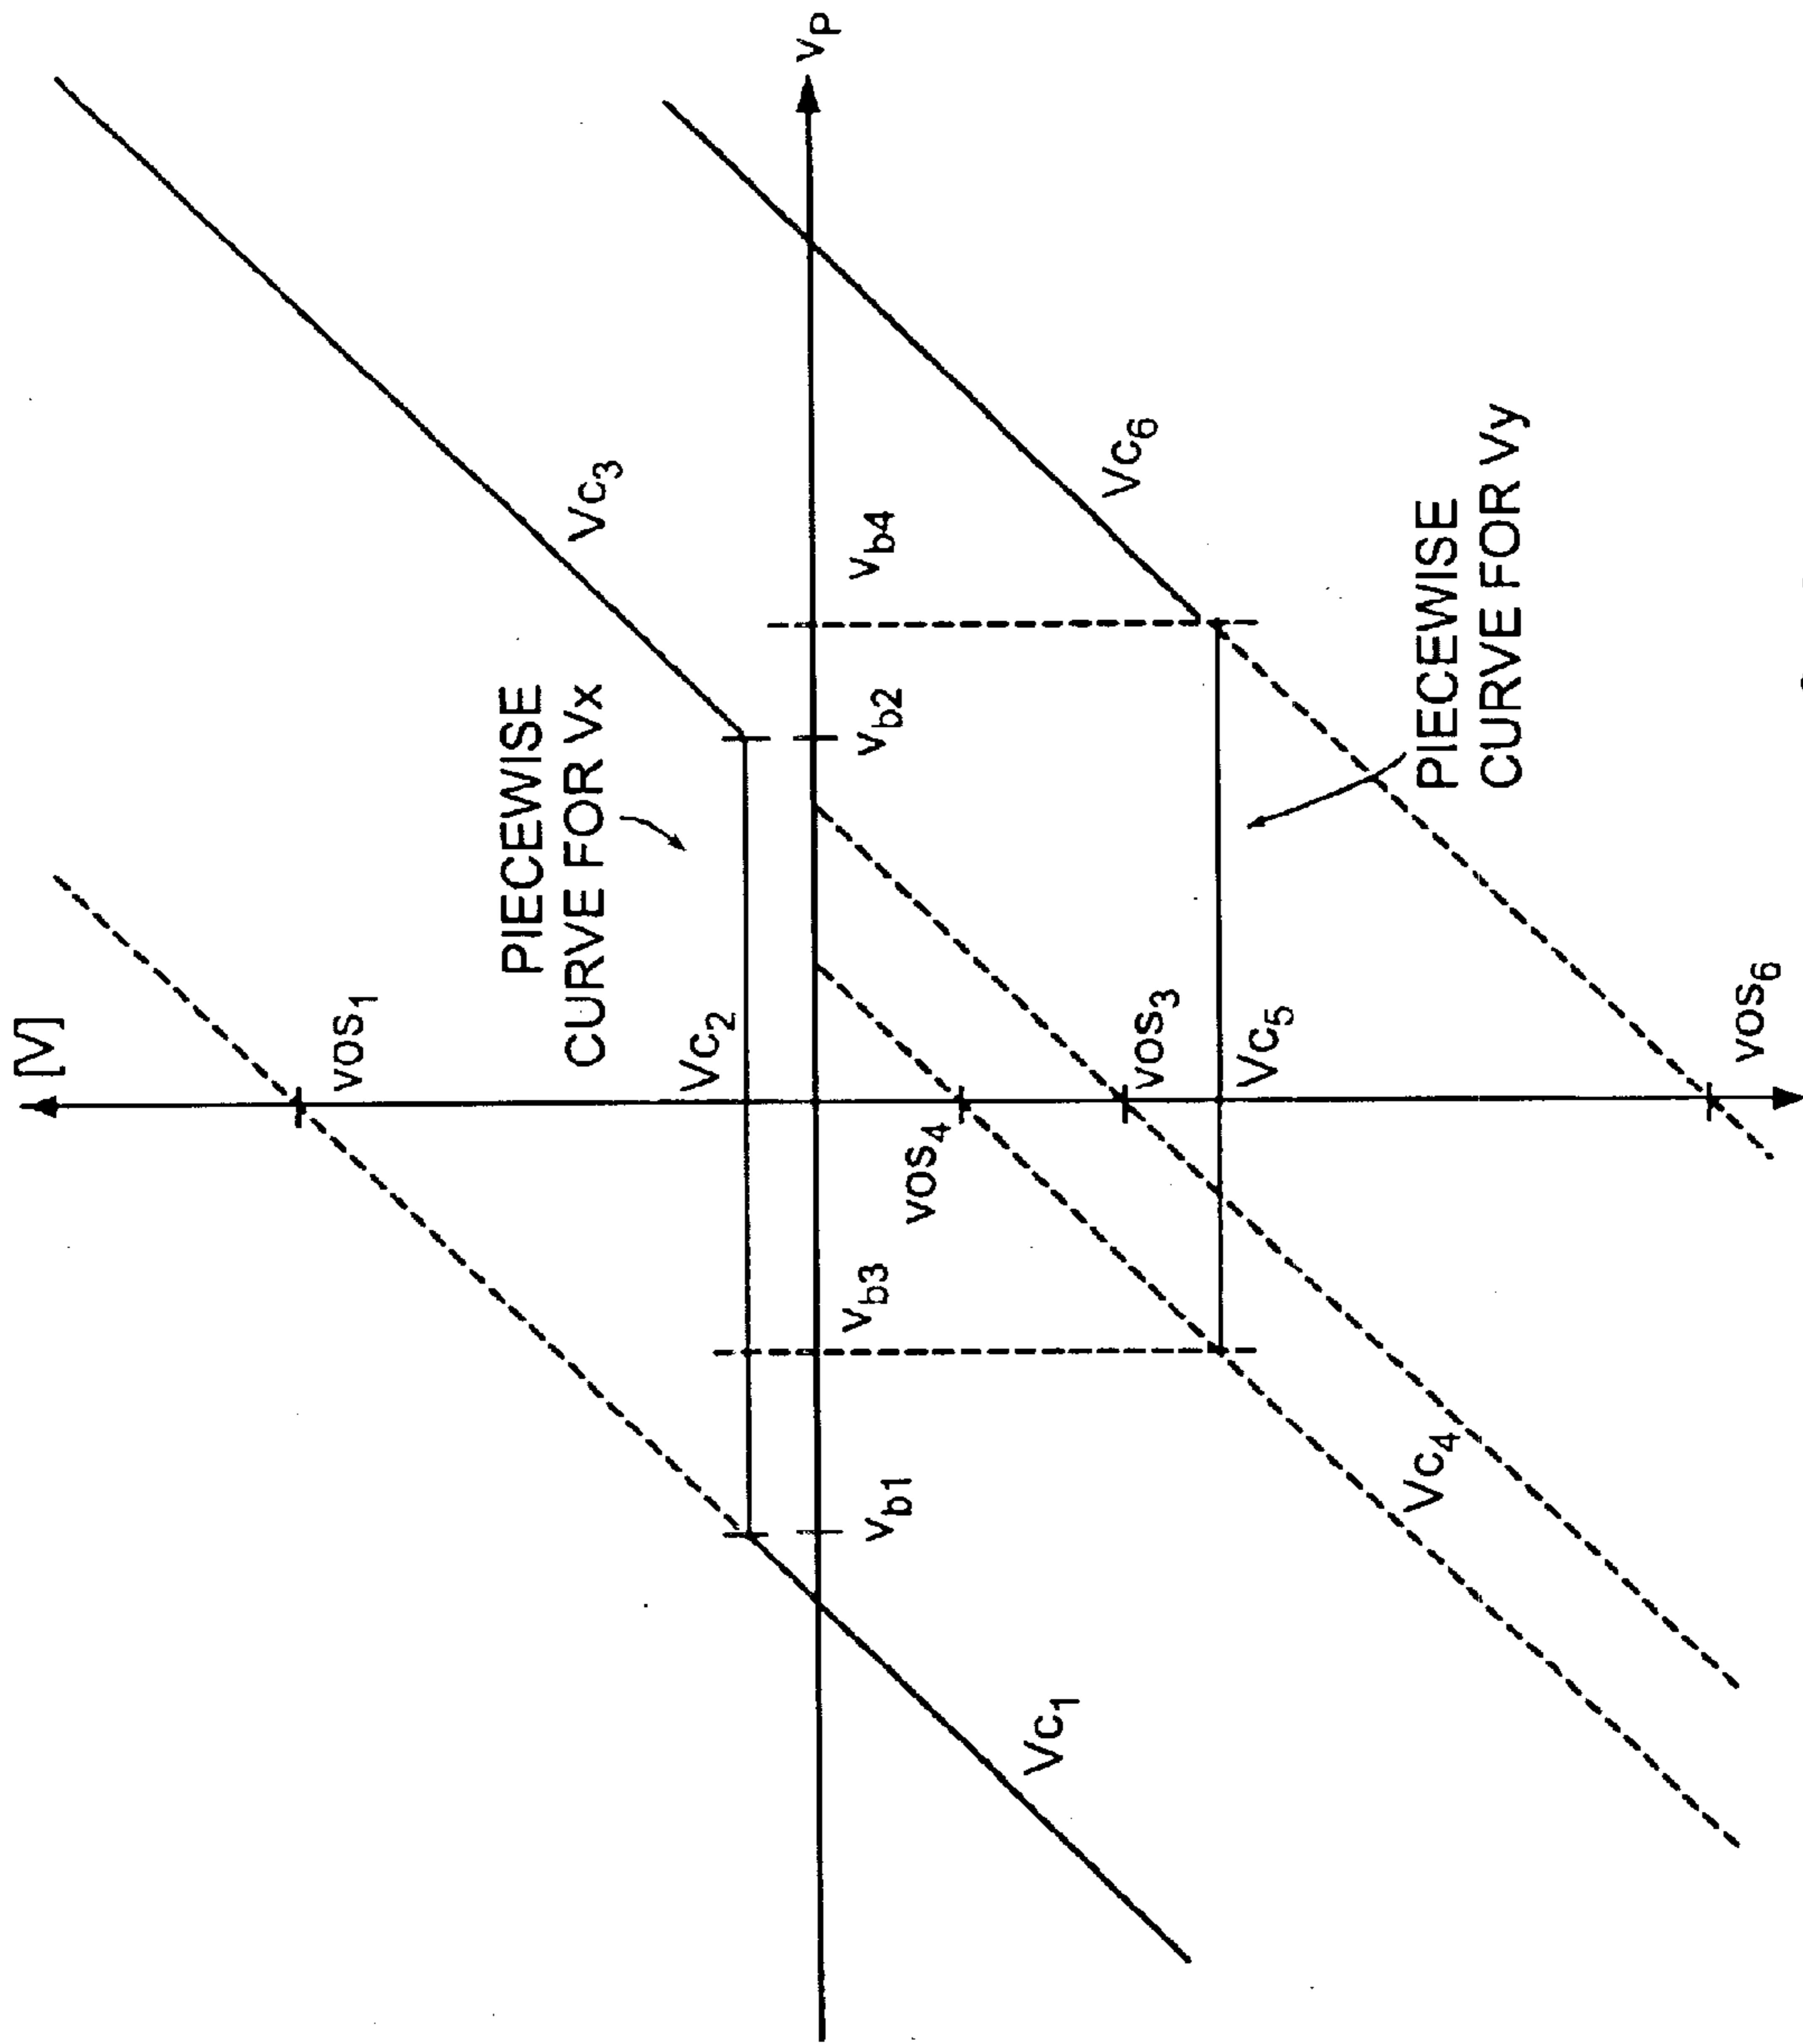 [V]
vP
vos1
Vc3
PIECEWISE
CURVE FOR Vx
Vc2
vb1
vb3
vb2
vb4
vos4
Vc6
Vc1
vos3
Vc5
PIECEWISE
CURVE FOR Vy
Vc4
vos6